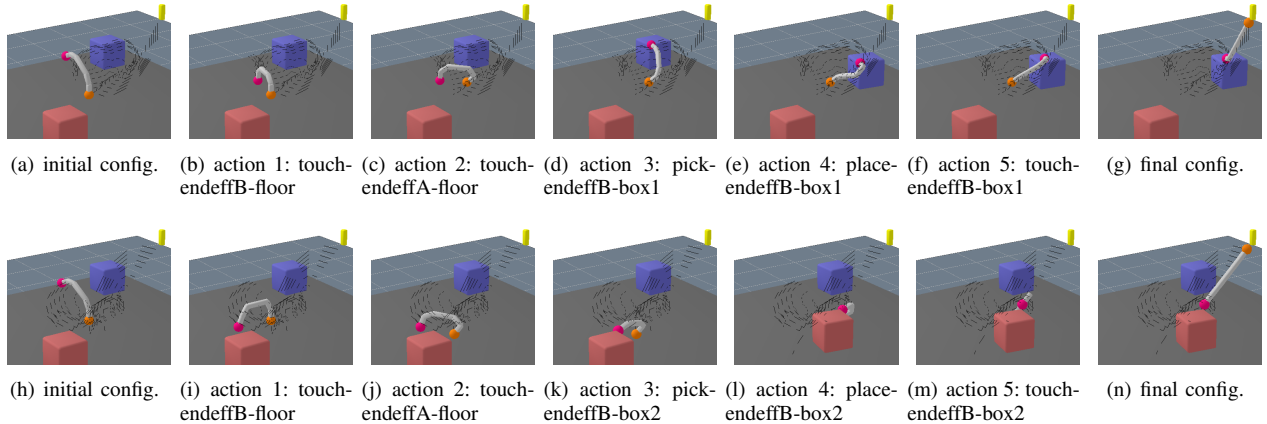 (a) initial config.
(b) action 1: touch-
endeffB-floor
(c) action 2: touch-
endeffA-floor
(d) action 3: pick-
endeffB-box1
(e) action 4: place-
endeffB-box1
(f) action 5: touch-
endeffB-box1
(g) final config.
(h) initial config.
(i) action 1: touch-
endeffB-floor
(j) action 2: touch-
endeffA-floor
(k) action 3: pick-
endeffB-box2
(l) action 4: place-
endeffB-box2
(m) action 5: touch-
endeffB-box2
(n) final config.